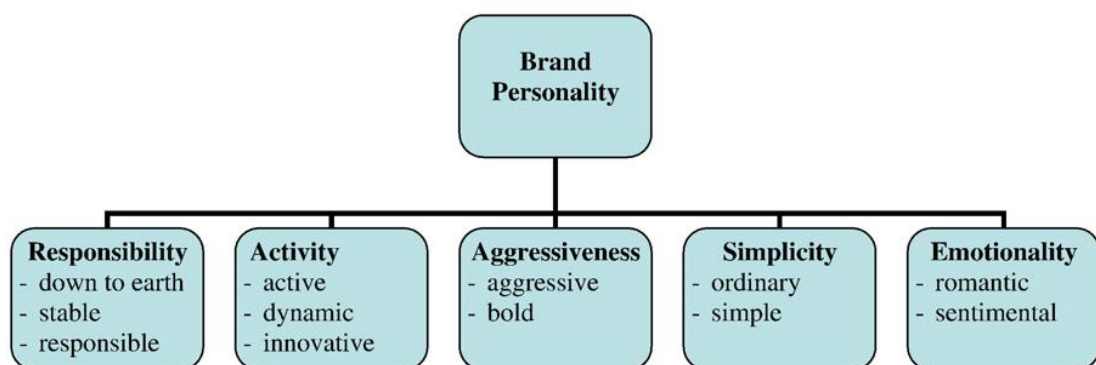 Brand
Personality
Responsibility
- down to earth
- stable
- responsible
Activity
- active
- dynamic
- innovative
Aggressiveness
- aggressive
- bold
Simplicity
- ordinary
- simple
Emotionality
- romantic
- sentimental